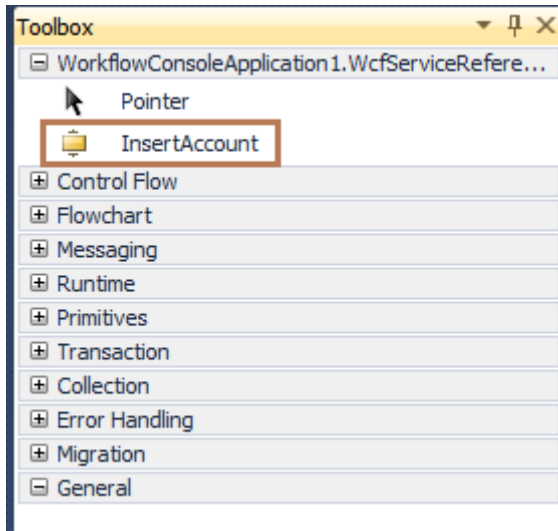 Toolbox
WorkflowConsoleApplication1.WcfServiceRefere...
Pointer
InsertAccount
Control Flow
Flowchart
Messaging
Runtime
Primitives
Transaction
Collection
Error Handling
Migration
General